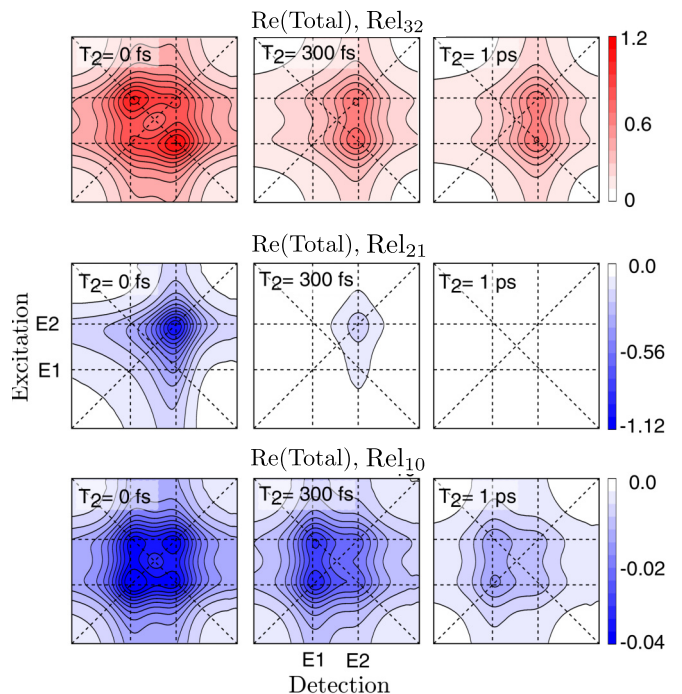 Re(Total), Rel32
T2= 0 fs
T2= 300 fs
T2= 1 ps
1.2
0.6
0
Re(Total), Rel21
T2= 0 fs
T2= 300 fs
T2= 1 ps
0.0
-0.56
-1.12
Excitation
E2
E1
Re(Total), Rel10
T2= 0 fs
T2= 300 fs
T2= 1 ps
0.0
-0.02
-0.04
E1 E2
Detection